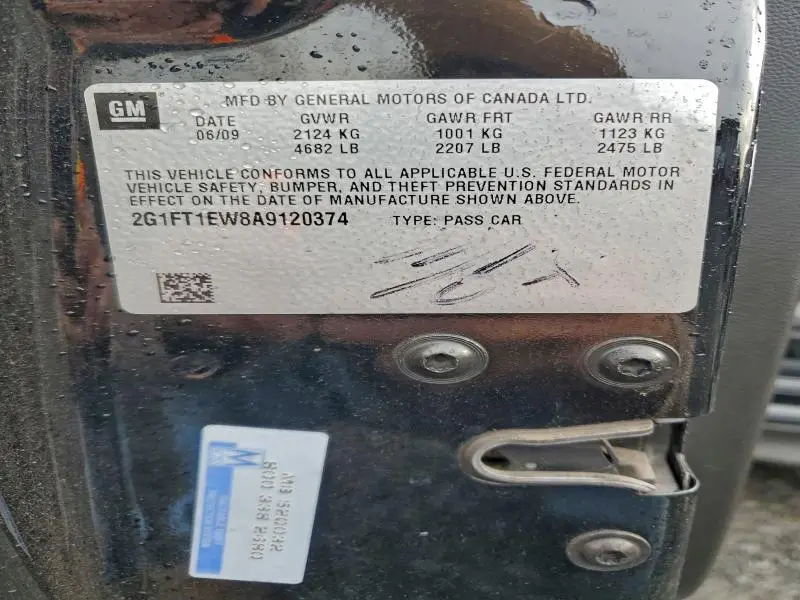 GM
MFD BY GENERAL MOTORS OF CANADA LTD.
DATE GVWR GAWR FRT GAWR RR
06/09 2124 KG 1001 KG 1123 KG
4682 LB 2207 LB 2475 LB
THIS VEHICLE CONFORMS TO ALL APPLICABLE U.S. FEDERAL MOTOR
VEHICLE SAFETY, BUMPER, AND THEFT PREVENTION STANDARDS IN
EFFECT ON THE DATE OF MANUFACTURE SHOWN ABOVE.
2G1FT1EW8A9120374 TYPE: PASS CAR